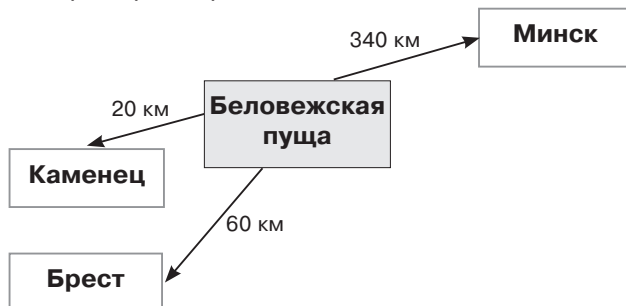 Минск
340 км
Беловежская
пуща
20 км
Каменец
60 км
Брест